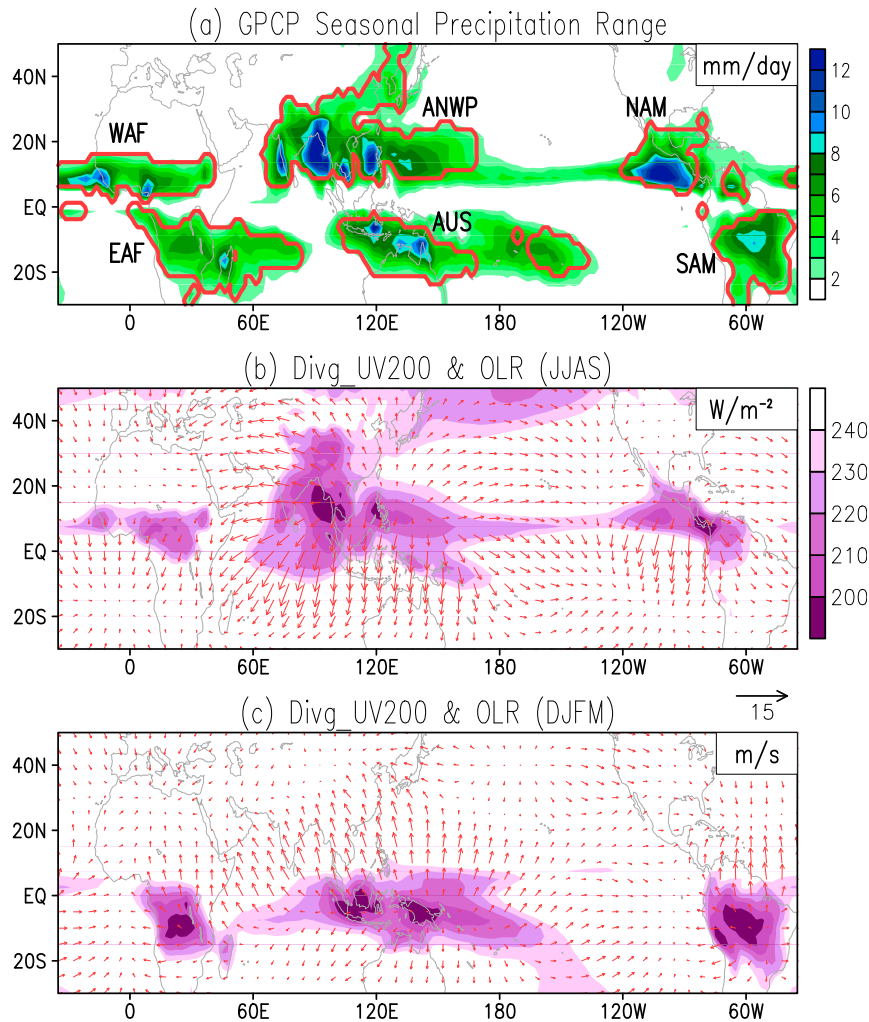 (a) GPCP Seasonal Precipitation Range
mm/day
40N
20N
EQ
20S
WAF
ANWP
NAM
EAF
AUS
SAM
0 60E 120E 180 120W 60W
12
10
8
6
4
2
(b) Divg_UV200 & OLR (JJAS)
W/m⁻²
40N
20N
EQ
20S
0 60E 120E 180 120W 60W
240
230
220
210
200
(c) Divg_UV200 & OLR (DJFM)
15
m/s
40N
20N
EQ
20S
0 60E 120E 180 120W 60W